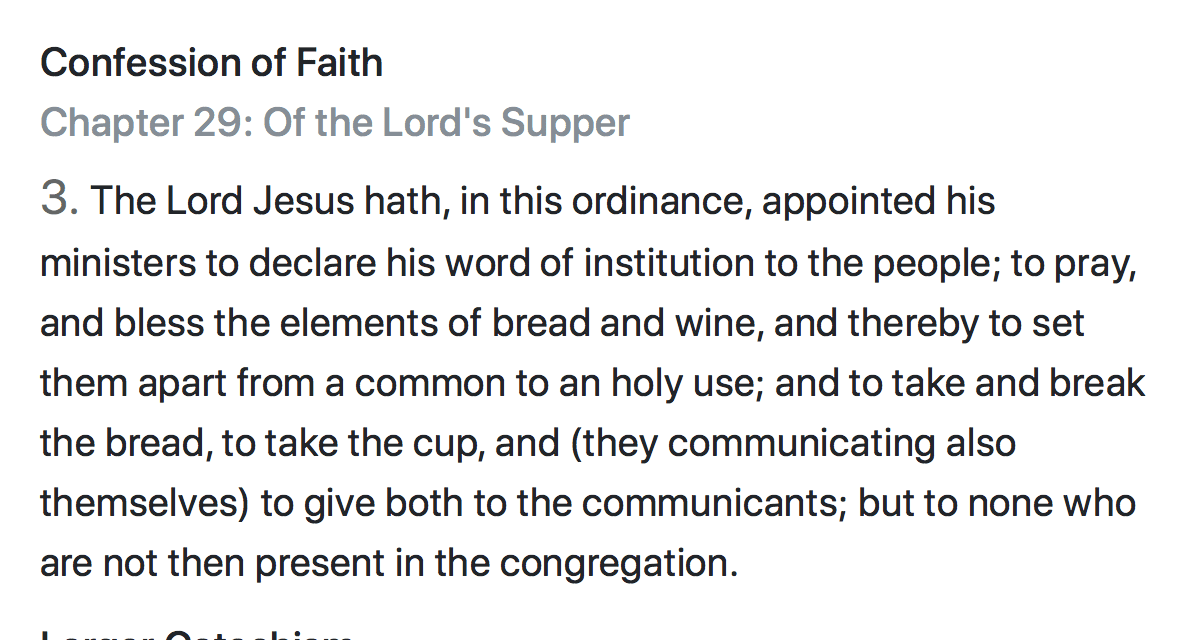 Confession of Faith
Chapter 29: Of the Lord's Supper
3. The Lord Jesus hath, in this ordinance, appointed his
ministers to declare his word of institution to the people; to pray,
and bless the elements of bread and wine, and thereby to set
them apart from a common to an holy use; and to take and break
the bread, to take the cup, and (they communicating also
themselves) to give both to the communicants; but to none who
are not then present in the congregation.
Larger Catechism